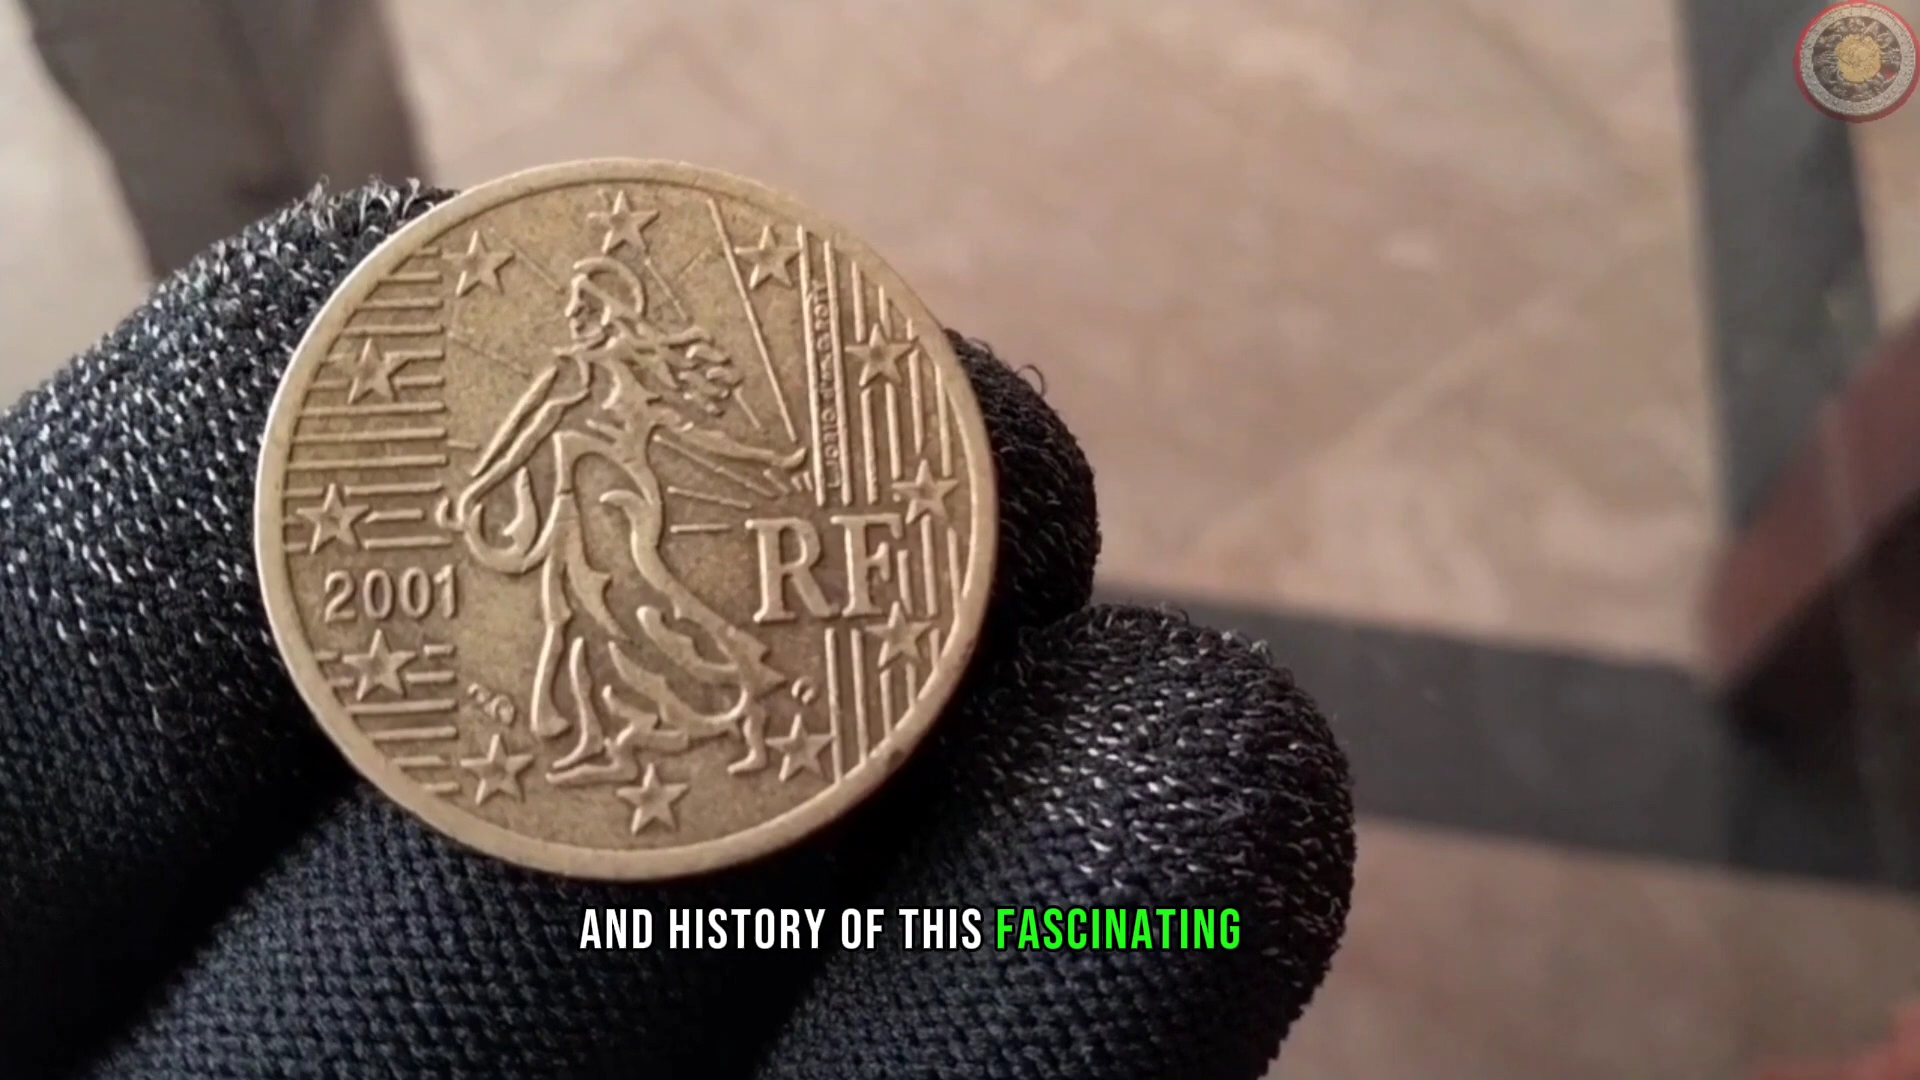 2001
RF
AND HISTORY OF THIS FASCINATING